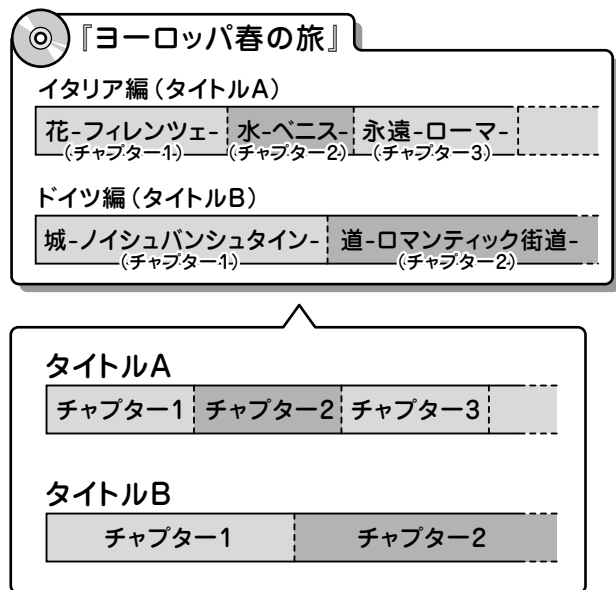 『ヨーロッパ春の旅』
イタリア編（タイトルA）
花-フィレンツェ- 水-ベニス- 永遠-ローマ-
（チャプター1） （チャプター2） （チャプター3）
ドイツ編（タイトルB）
城-ノイシュバンシュタイン- 道-ロマンティック街道-
（チャプター1） （チャプター2）
タイトルA
チャプター1 チャプター2 チャプター3
タイトルB
チャプター1 チャプター2